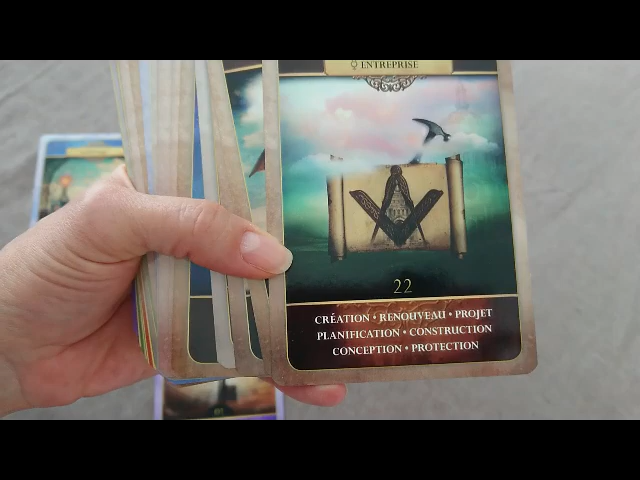 ☿ ENTREPRISE
22
CRÉATION • RENOUVEAU • PROJET
PLANIFICATION • CONSTRUCTION
CONCEPTION • PROTECTION